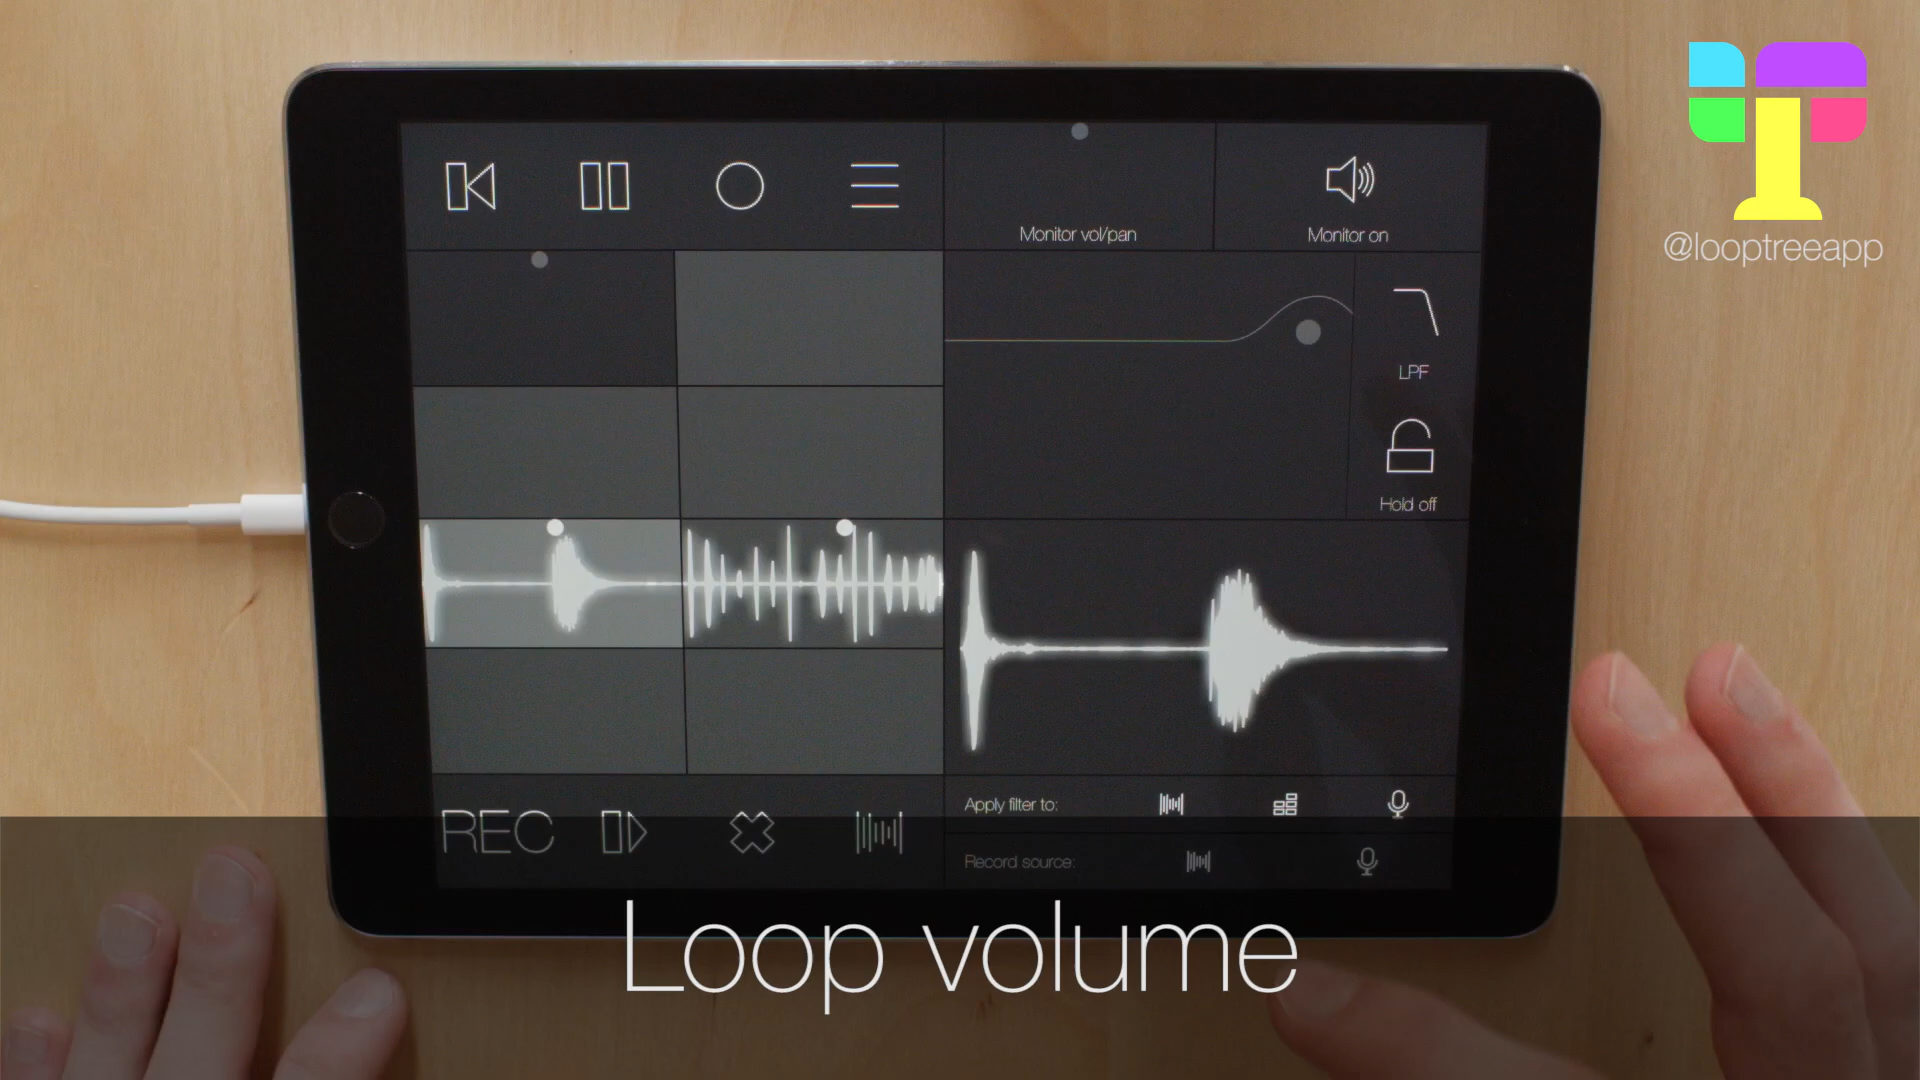 @looptreeapp
Monitor vol/pan
Monitor on
LPF
Hold off
Apply filter to:
REC
Record source:
Loop volume